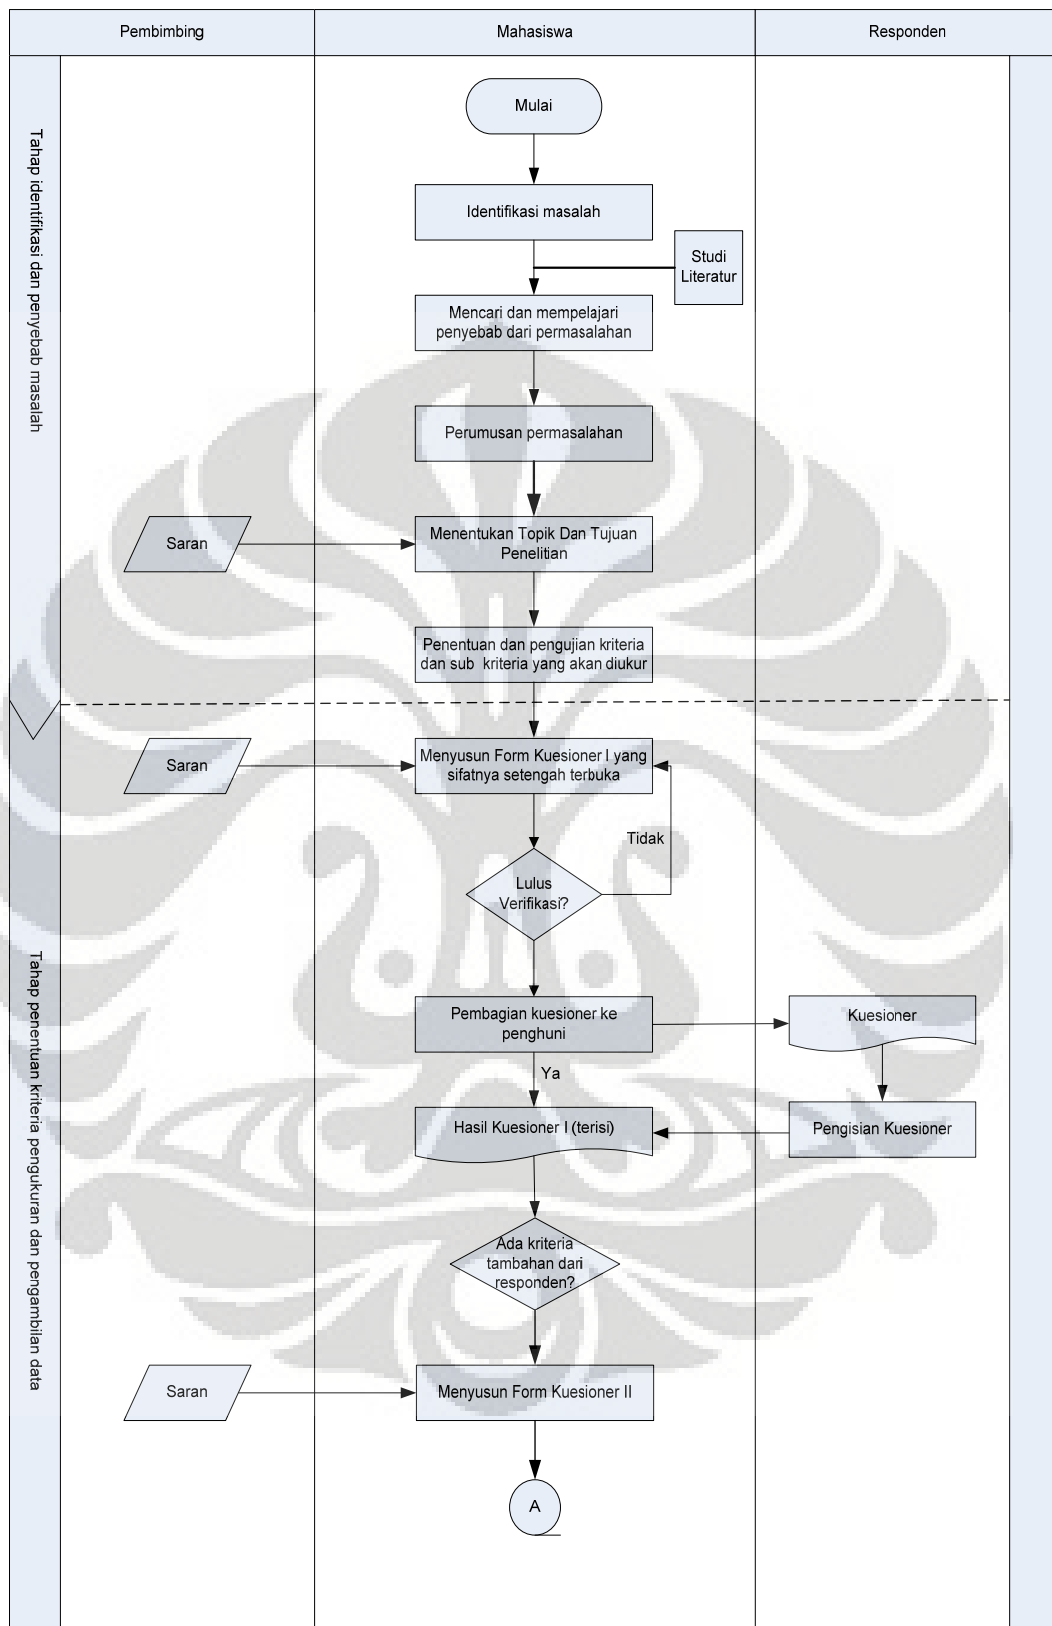 Pembimbing
Mahasiswa
Responden
Tahap identifikasi dan penyebab masalah
Mulai
Identifikasi masalah
Studi
Literatur
Mencari dan mempelajari
penyebab dari permasalahan
Perumusan permasalahan
Saran
Menentukan Topik Dan Tujuan
Penelitian
Penentuan dan pengujian kriteria
dan sub kriteria yang akan diukur
Tahap penentuan kriteria pengukuran dan pengambilan data
Saran
Menyusun Form Kuesioner I yang
sifatnya setengah terbuka
Tidak
Lulus
Verifikasi?
Pembagian kuesioner ke
penghuni
Kuesioner
Ya
Hasil Kuesioner I (terisi)
Pengisian Kuesioner
Ada kriteria
tambahan dari
responden?
Saran
Menyusun Form Kuesioner II
A